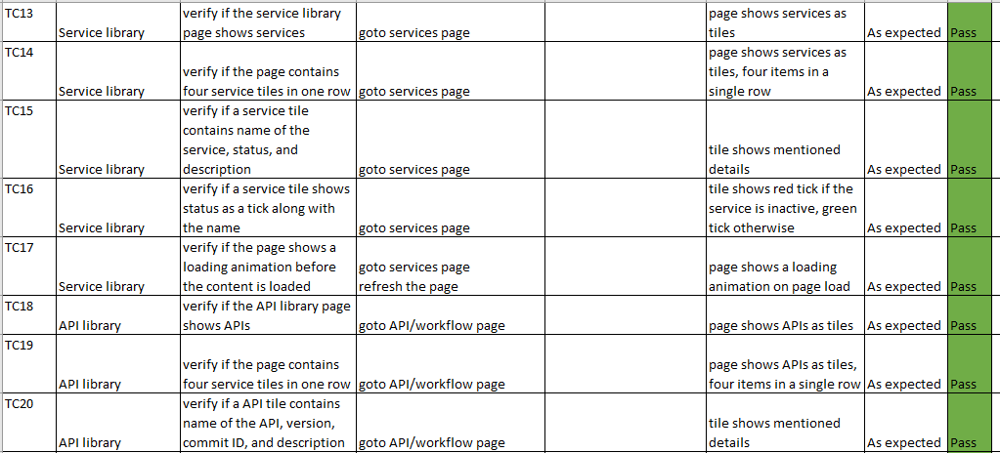 TC13
Service library
verify if the service library
page shows services
goto services page
page shows services as
tiles
As expected
Pass
TC14
Service library
verify if the page contains
four service tiles in one row
goto services page
page shows services as
tiles, four items in a
single row
As expected
Pass
TC15
Service library
verify if a service tile
contains name of the
service, status, and
description
goto services page
tile shows mentioned
details
As expected
Pass
TC16
Service library
verify if a service tile shows
status as a tick along with
the name
goto services page
tile shows red tick if the
service is inactive, green
tick otherwise
As expected
Pass
TC17
Service library
verify if the page shows a
loading animation before
the content is loaded
goto services page
refresh the page
page shows a loading
animation on page load
As expected
Pass
TC18
API library
verify if the API library page
shows APIs
goto API/workflow page
page shows APIs as tiles
As expected
Pass
TC19
API library
verify if the page contains
four service tiles in one row
goto API/workflow page
page shows APIs as tiles,
four items in a single row
As expected
Pass
TC20
API library
verify if a API tile contains
name of the API, version,
commit ID, and description
goto API/workflow page
tile shows mentioned
details
As expected
Pass